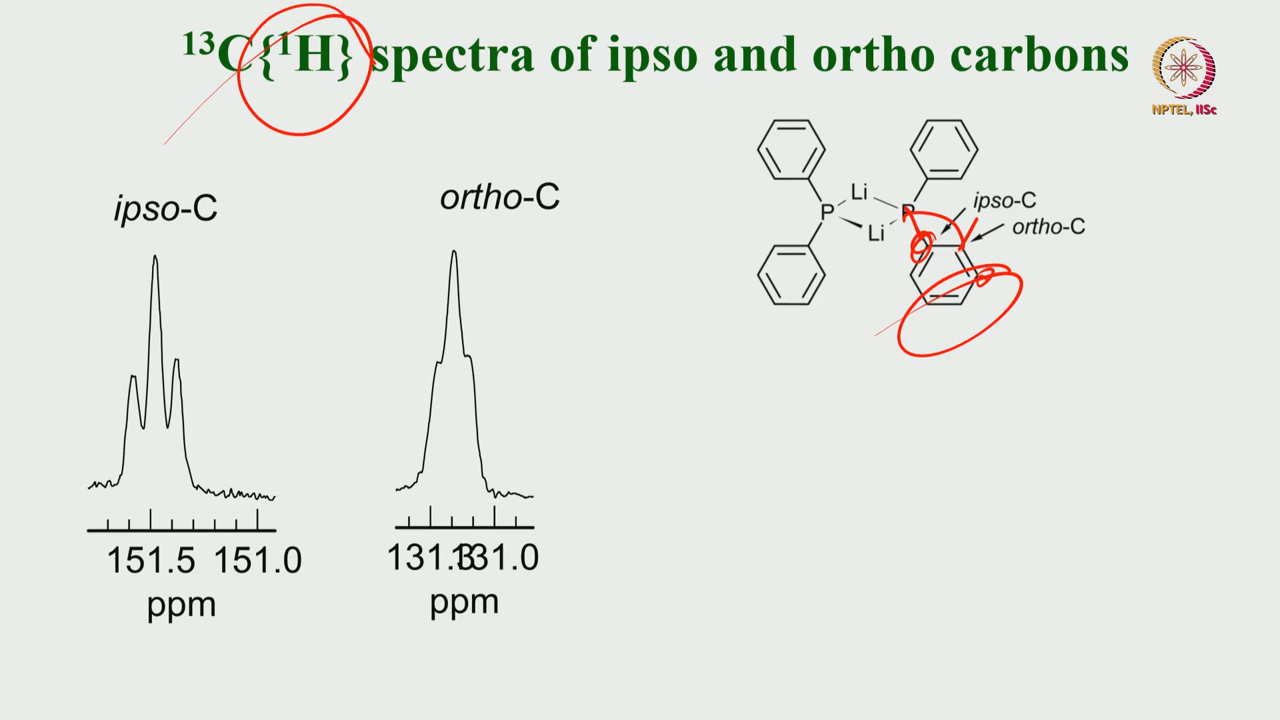 ¹³C{¹H} spectra of ipso and ortho carbons
NPTEL, IISc
ipso-C
ortho-C
Li
P
P
Li
ipso-C
ortho-C
151.5 151.0
ppm
131.3 131.0
ppm